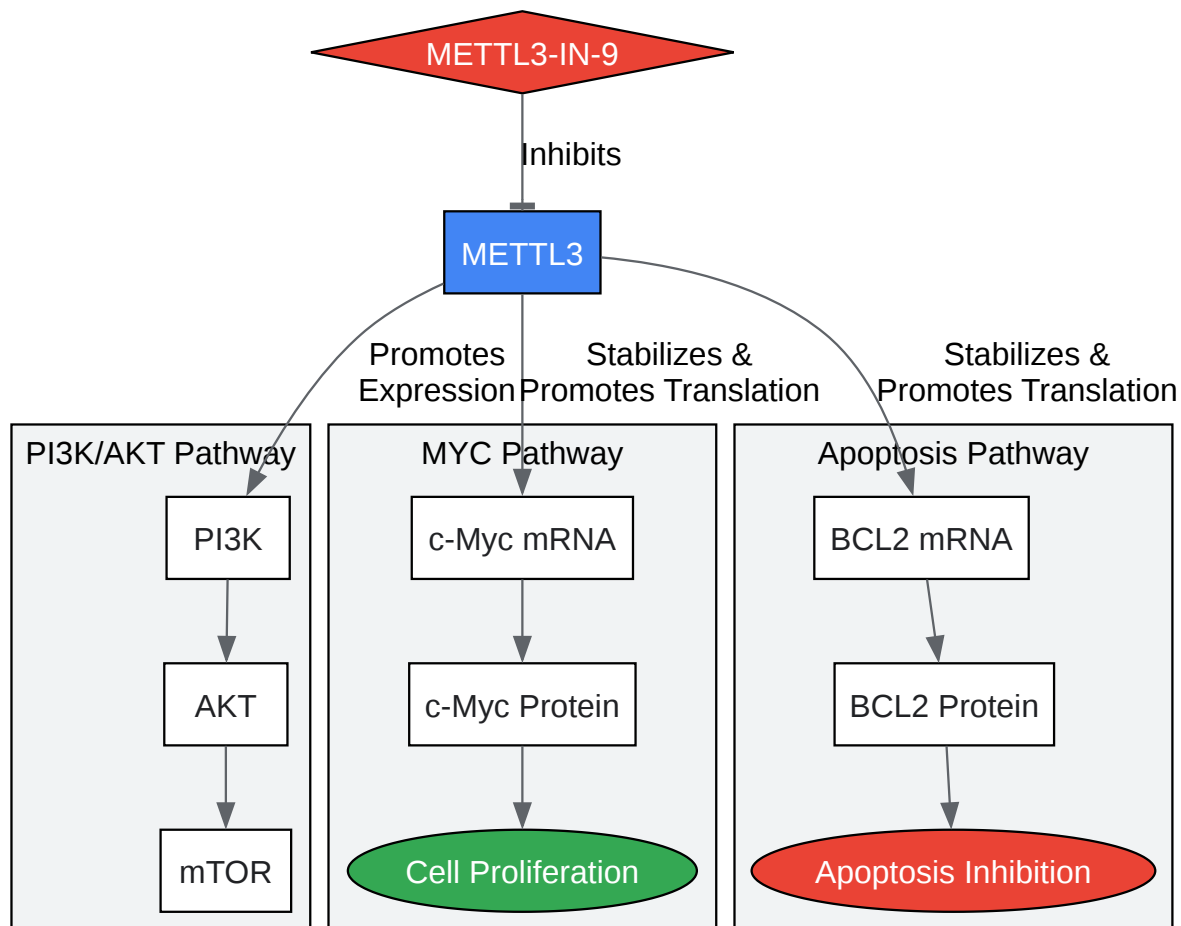 METTL3-IN-9
Inhibits
METTL3
Promotes
Expression
Stabilizes &
Promotes Translation
Stabilizes &
Promotes Translation
PI3K/AKT Pathway
PI3K
AKT
mTOR
MYC Pathway
c-Myc mRNA
c-Myc Protein
Cell Proliferation
Apoptosis Pathway
BCL2 mRNA
BCL2 Protein
Apoptosis Inhibition